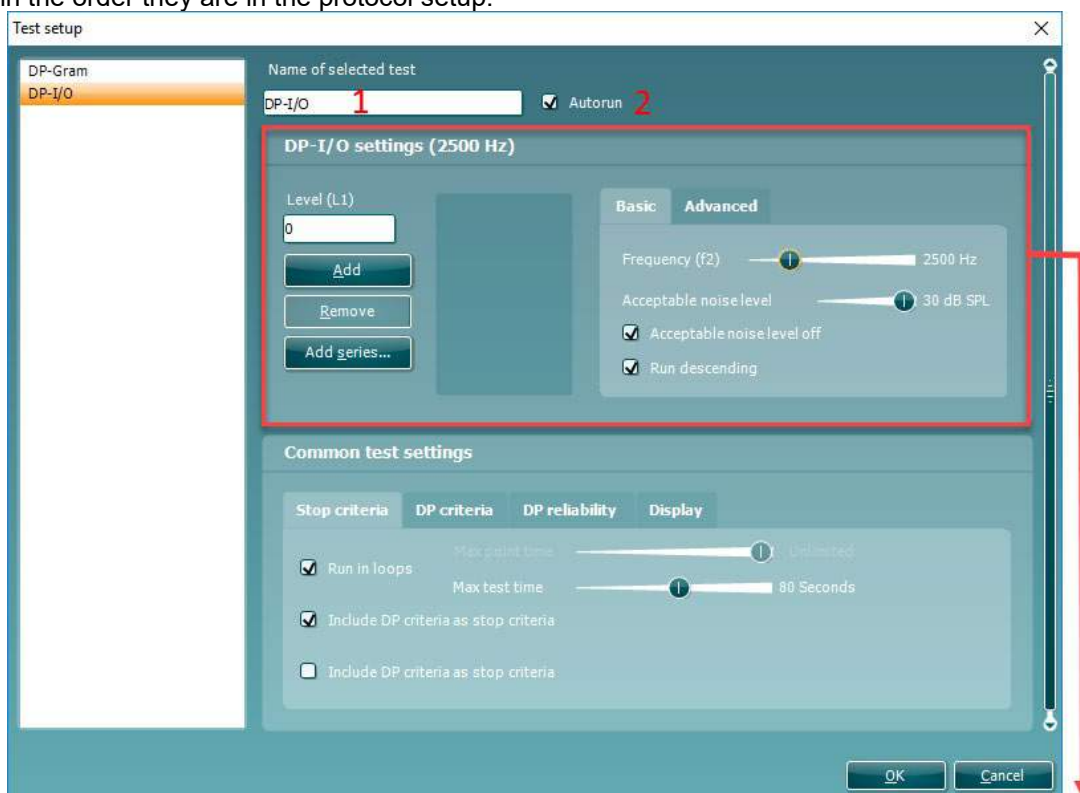 in the order they are in the protocol setup.
Test setup
DP-Gram
DP-I/O
Name of selected test
DP-I/O 1
Autorun 2
DP-I/O settings (2500 Hz)
Level (L1)
0
Add
Remove
Add series...
Basic Advanced
Frequency (f2) 2500 Hz
Acceptable noise level 30 dB SPL
Acceptable noise level off
Run descending
Common test settings
Stop criteria DP criteria DP reliability Display
Max point time Unlimited
Run in loops
Max test time 80 Seconds
Include DP criteria as stop criteria
Include DP criteria as stop criteria
OK Cancel